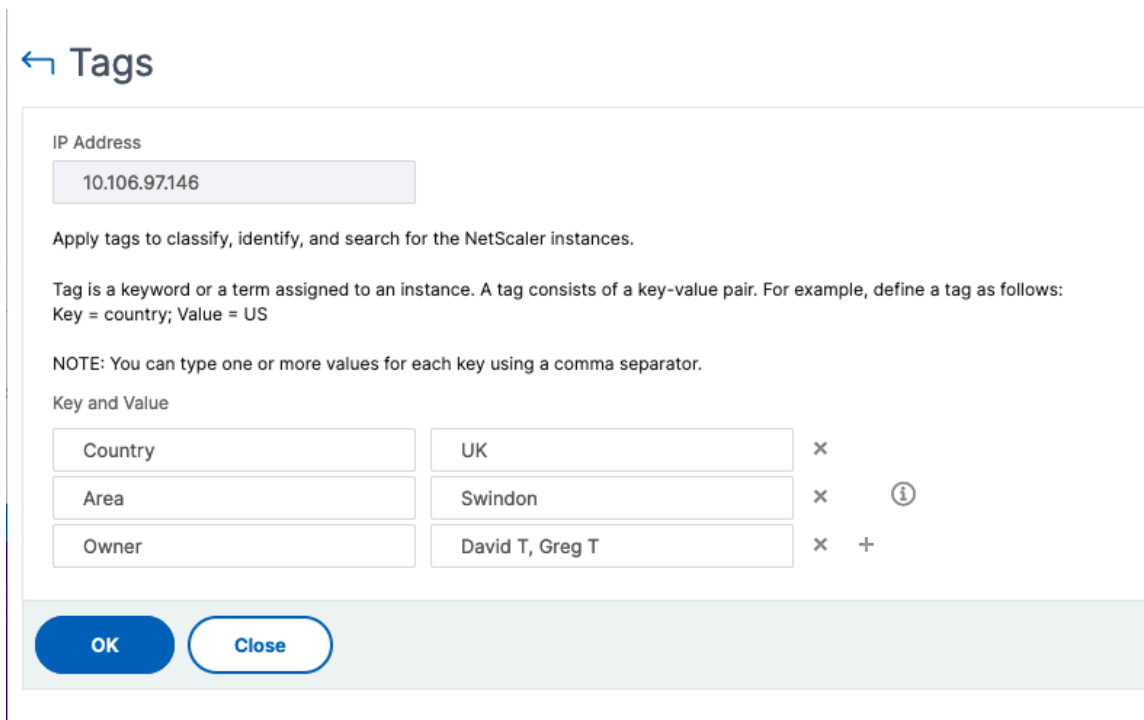 Tags
IP Address
10.106.97.146
Apply tags to classify, identify, and search for the NetScaler instances.
Tag is a keyword or a term assigned to an instance. A tag consists of a key-value pair. For example, define a tag as follows:
Key = country; Value = US
NOTE: You can type one or more values for each key using a comma separator.
Key and Value
Country UK
Area Swindon
Owner David T, Greg T
OK Close